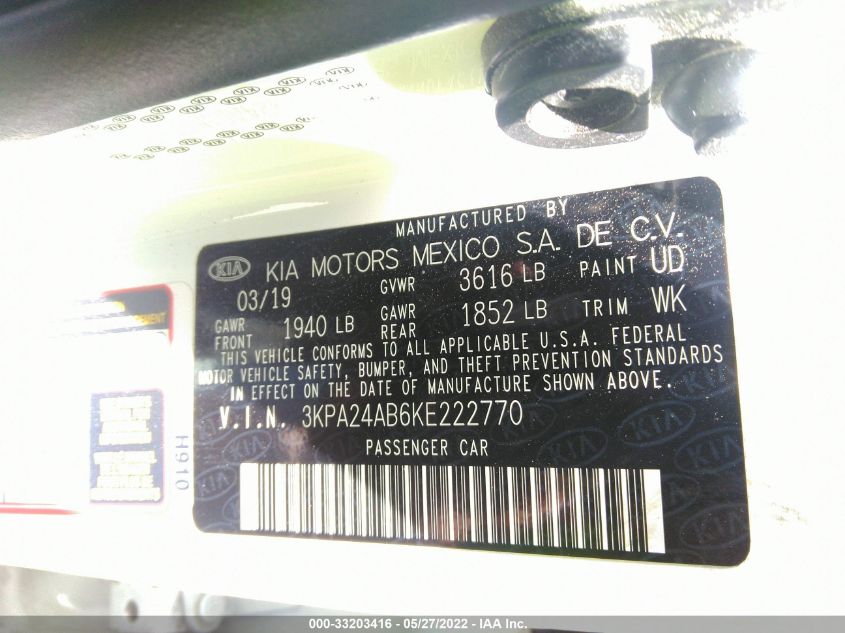 MANUFACTURED BY
KIA KIA MOTORS MEXICO S.A. DE C.V.
03/19 GVWR 3616 LB PAINT UD
GAWR FRONT 1940 LB GAWR REAR 1852 LB TRIM WK
THIS VEHICLE CONFORMS TO ALL APPLICABLE U.S.A. FEDERAL
MOTOR VEHICLE SAFETY, BUMPER, AND THEFT PREVENTION STANDARDS
IN EFFECT ON THE DATE OF MANUFACTURE SHOWN ABOVE.
V.I.N. 3KPA24AB6KE222770
PASSENGER CAR
H910
000-33203416 - 05/27/2022 - IAA Inc.